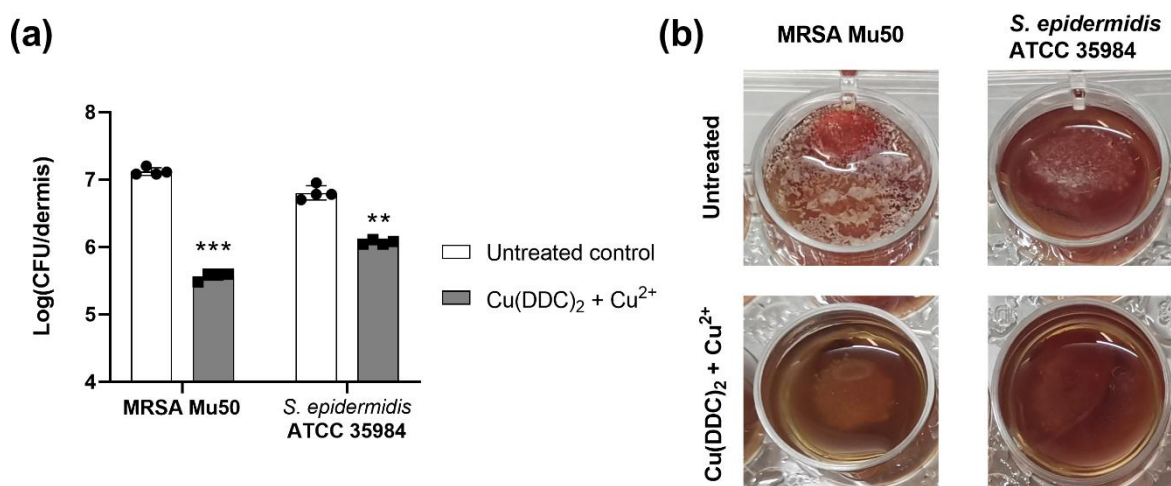 (a)
Log(CFU/dermis)
8
7
6
5
4
***
**
MRSA Mu50
S. epidermidis
ATCC 35984
Untreated control
Cu(DDC)₂ + Cu²⁺
(b)
MRSA Mu50
S. epidermidis
ATCC 35984
Untreated
Cu(DDC)₂ + Cu²⁺